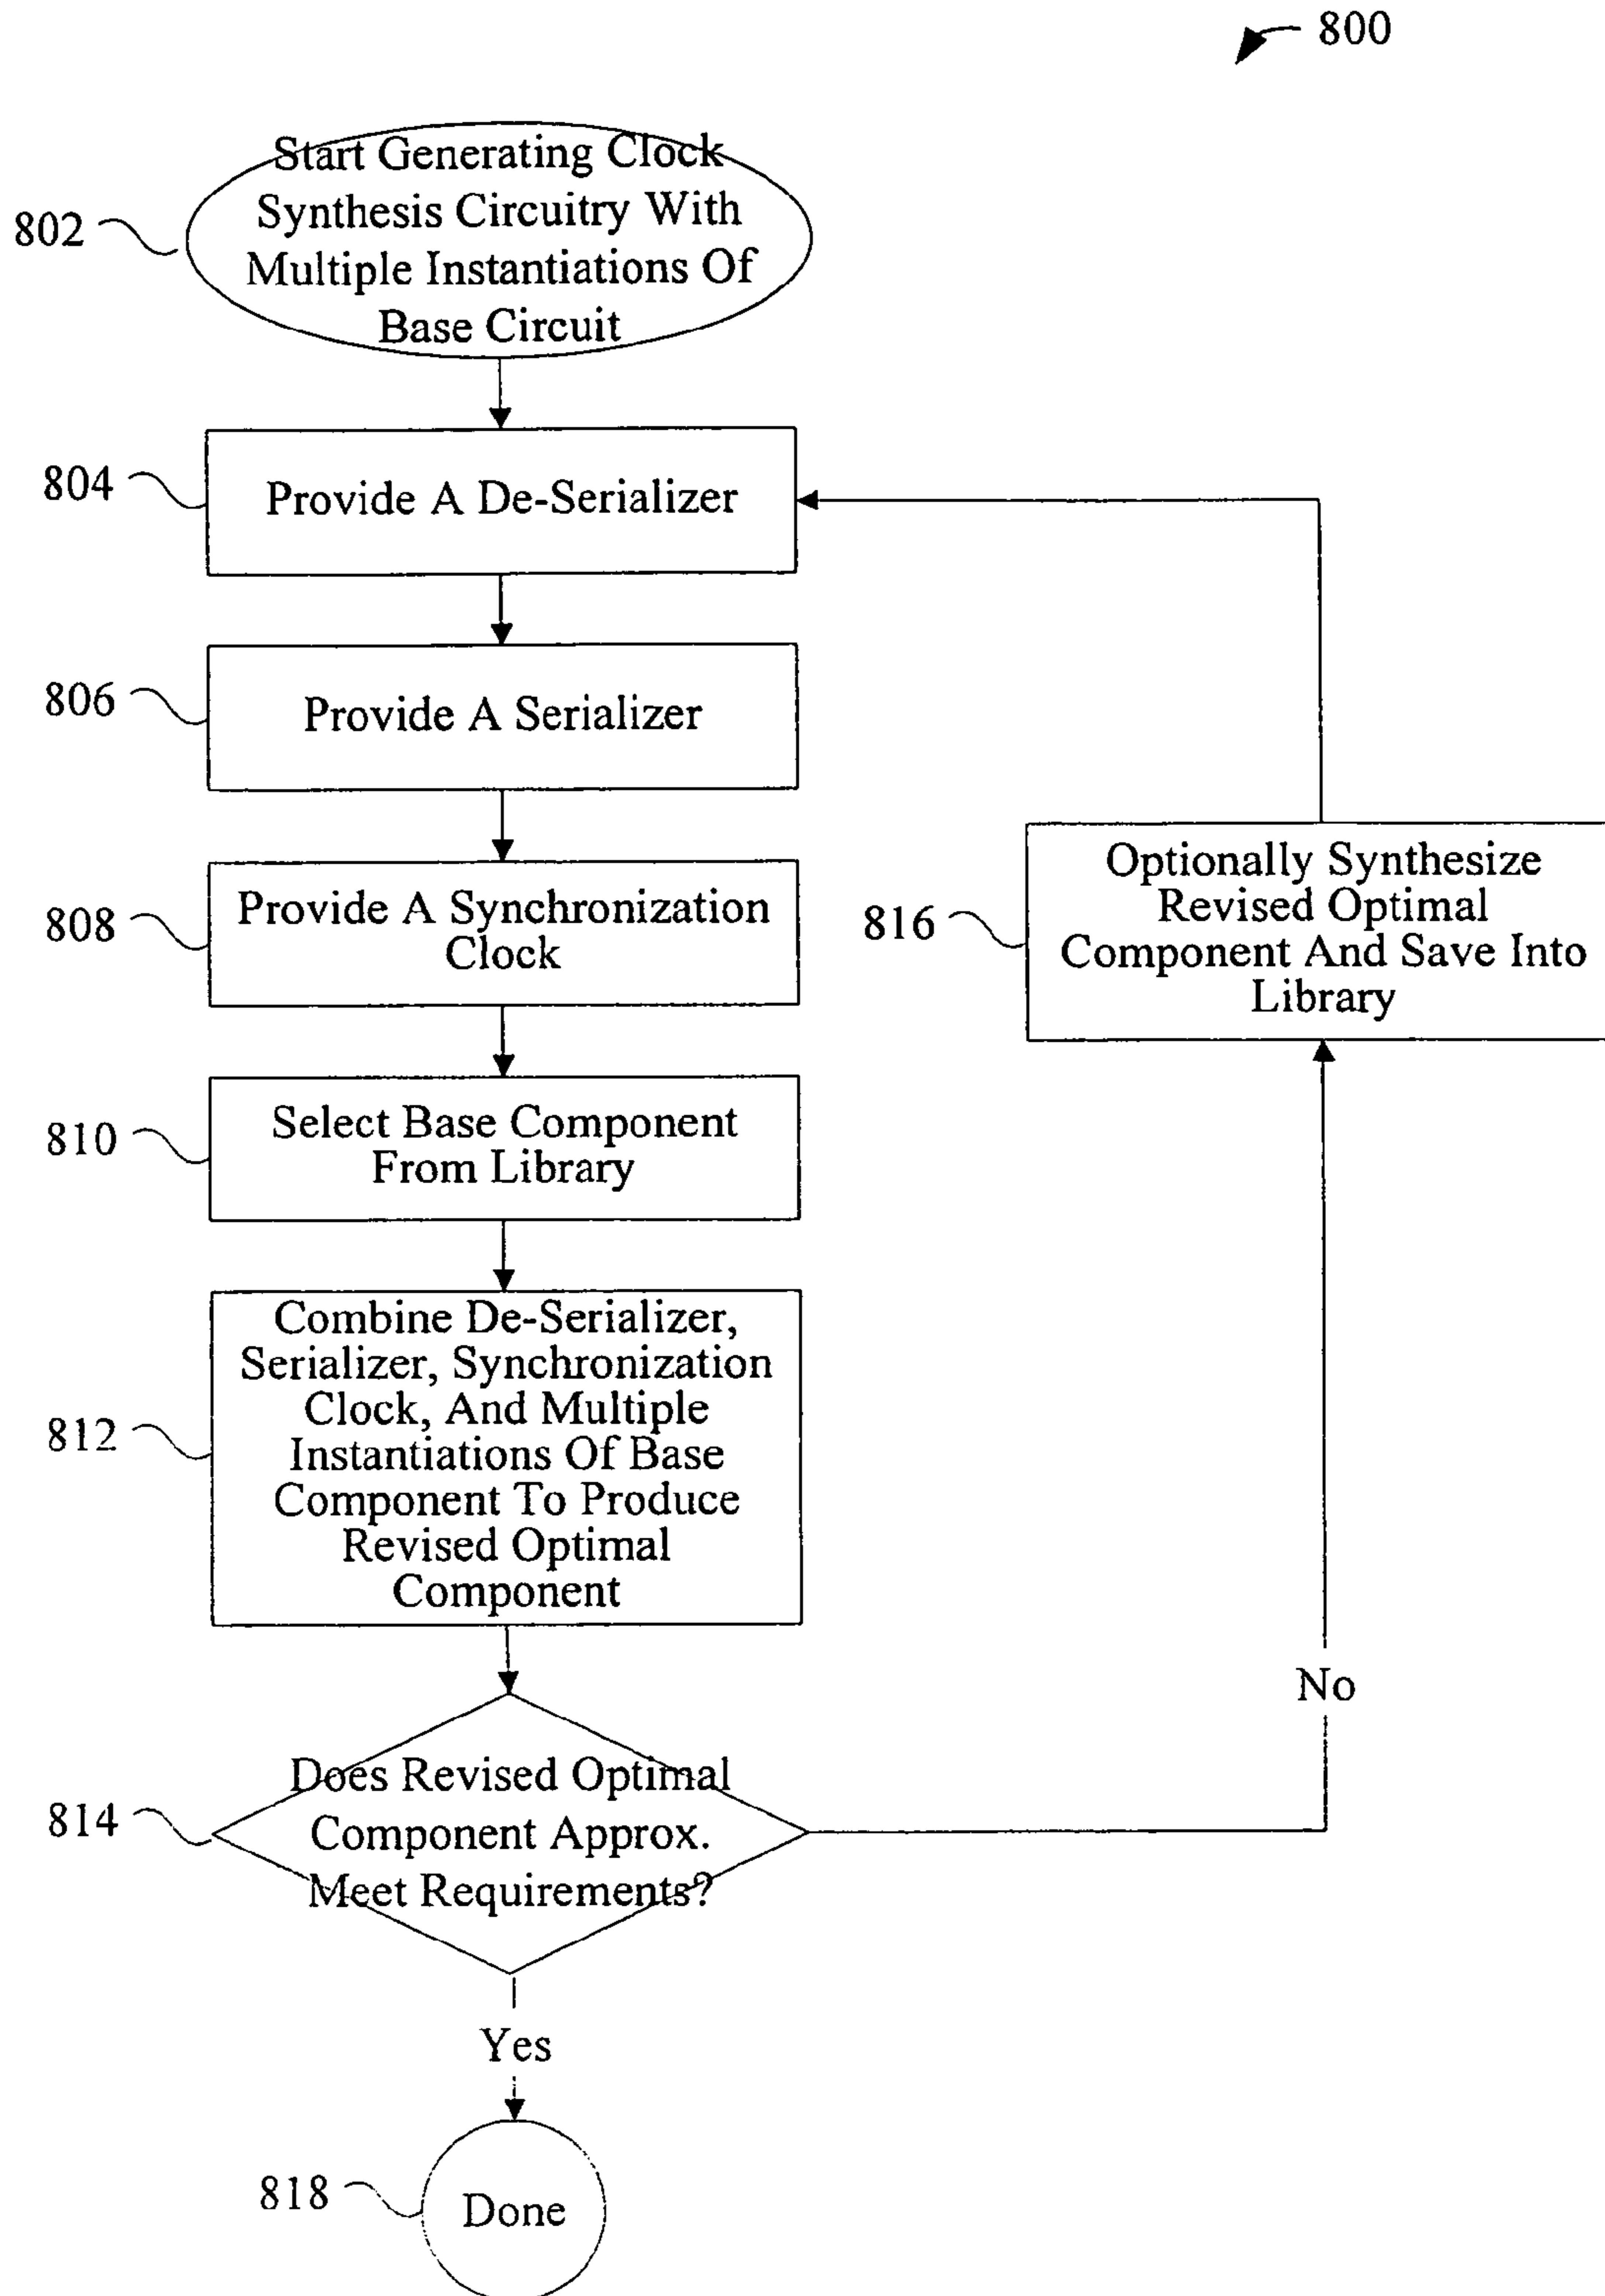 800
802
Start Generating Clock
Synthesis Circuitry With
Multiple Instantiations Of
Base Circuit
804
Provide A De-Serializer
806
Provide A Serializer
808
Provide A Synchronization
Clock
810
Select Base Component
From Library
812
Combine De-Serializer,
Serializer, Synchronization
Clock, And Multiple
Instantiations Of Base
Component To Produce
Revised Optimal
Component
814
Does Revised Optimal
Component Approx.
Meet Requirements?
No
816
Optionally Synthesize
Revised Optimal
Component And Save Into
Library
Yes
818
Done